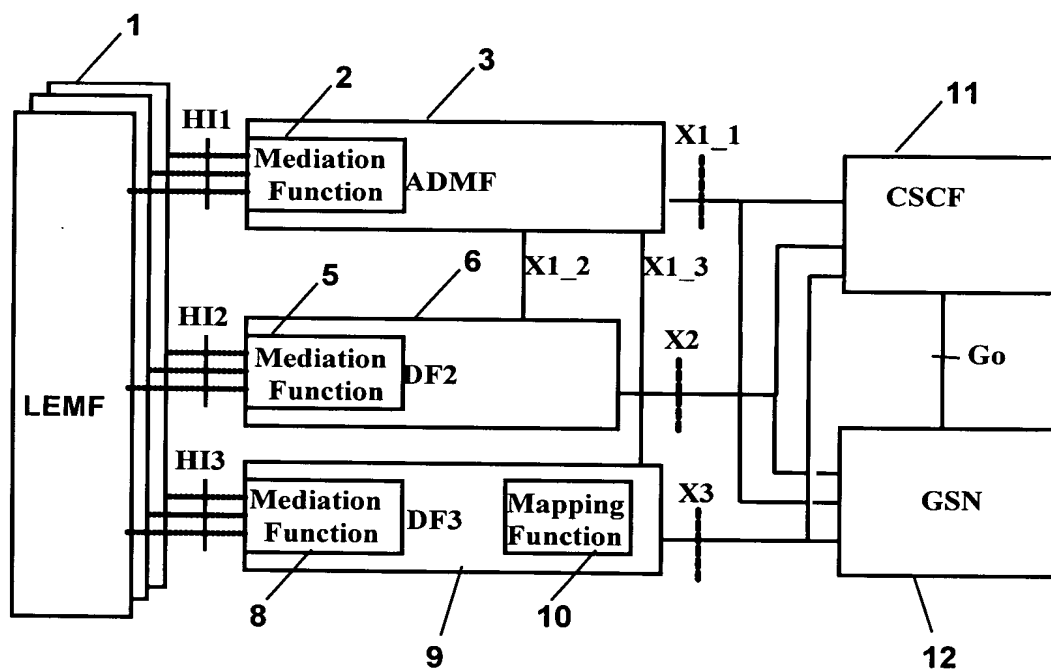 1
2
3
11
HI1
Mediation
Function
ADMF
X1_1
CSCF
X1_2
X1_3
5
6
HI2
Mediation
Function
DF2
X2
Go
LEMF
HI3
Mediation
Function
DF3
Mapping
Function
X3
GSN
8
9
10
12